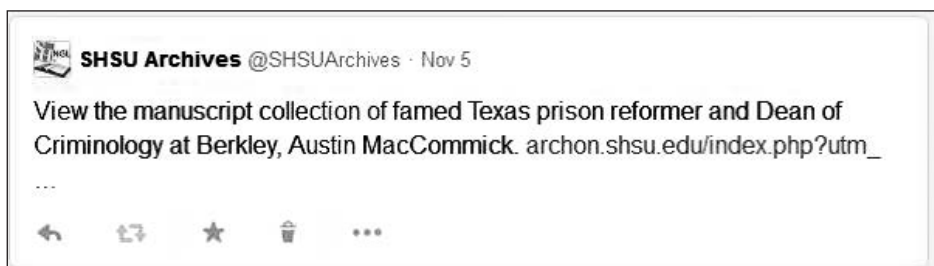 SHSU Archives @SHSUArchives · Nov 5
View the manuscript collection of famed Texas prison reformer and Dean of
Criminology at Berkley, Austin MacCommick. archon.shsu.edu/index.php?utm_
...